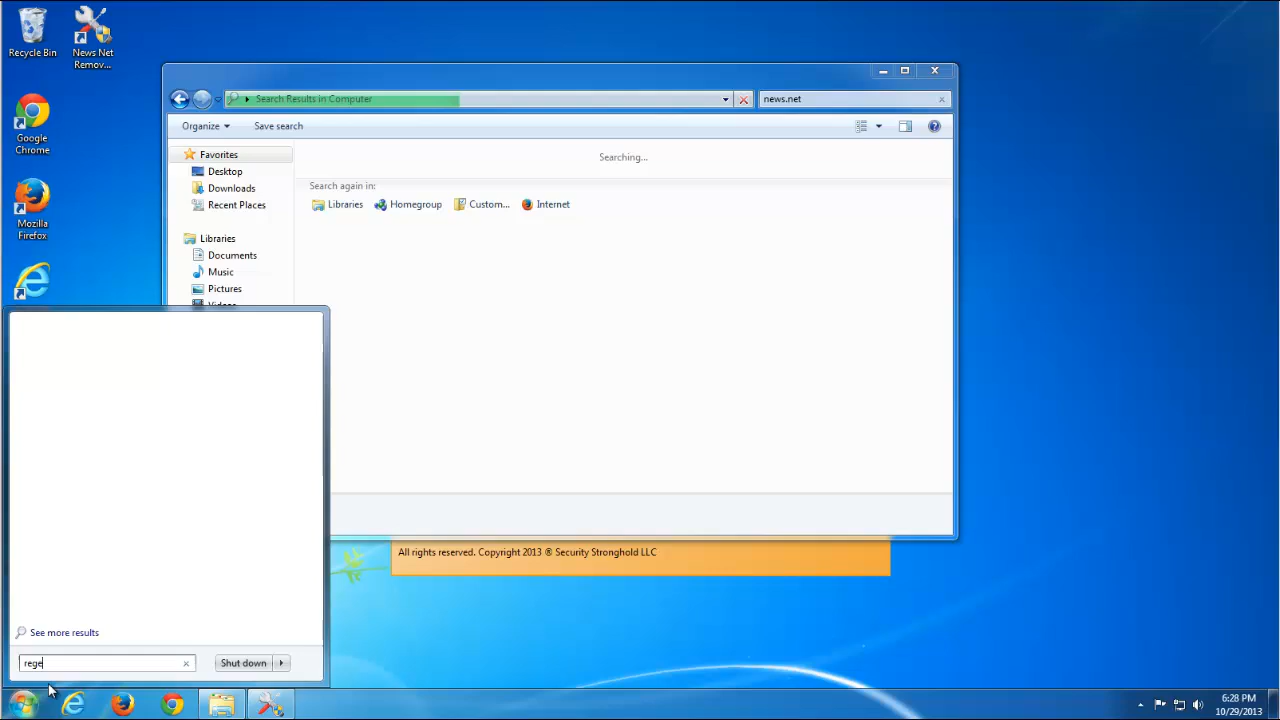 Recycle Bin
News Net
Remov...
Google
Chrome
Mozilla
Firefox
Search Results in Computer
news.net
Organize
Save search
Favorites
Desktop
Downloads
Recent Places
Libraries
Documents
Music
Pictures
Videos
Searching...
Search again in:
Libraries
Homegroup
Custom...
Internet
All rights reserved. Copyright 2013 ® Security Stronghold LLC
See more results
rege
Shut down
6:28 PM
10/29/2013